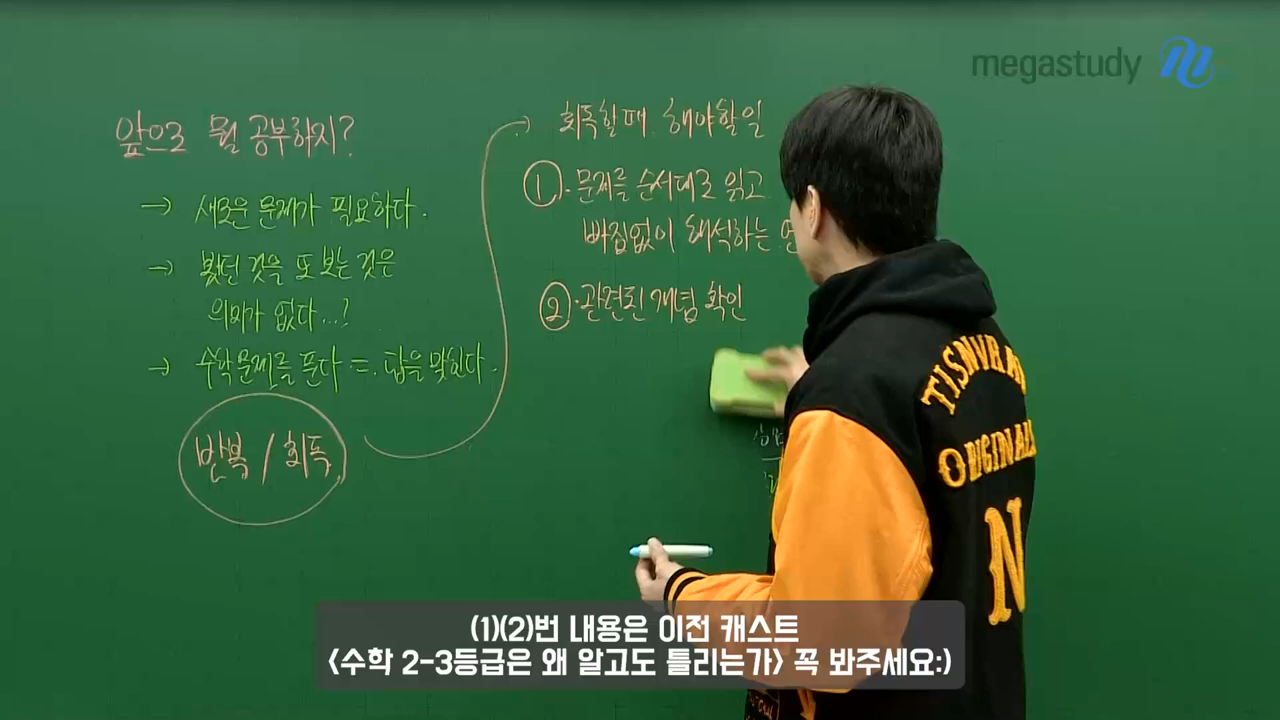 megastudy
앞으로 뭘 공부하지?
→ 새로운 문제가 필요하다.
→ 봤던 것을 또 보는 것은
의미가 없다...?
→ 수학문제를 푼다 = 답을 맞힌다.
반복 / 회독
회독할때 해야할일
①. 문제를 순서대로 읽고
빠짐없이 해석하는
②. 관련된 개념 확인
ORIGINAL
N
(1)(2)번 내용은 이전 캐스트
<수학 2-3등급은 왜 알고도 틀리는가> 꼭 봐주세요:)